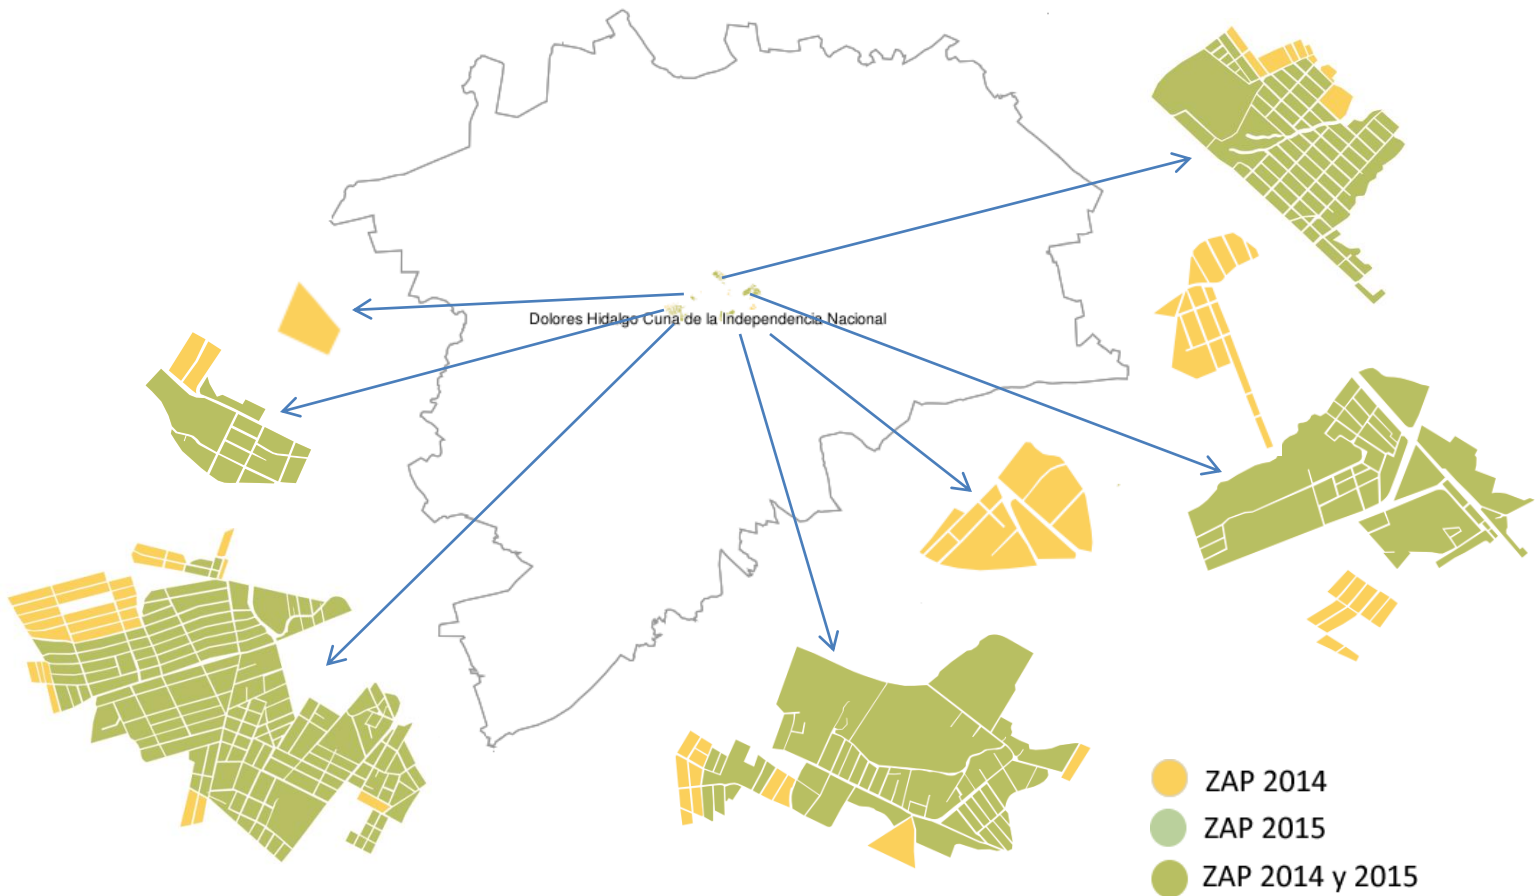 Dolores Hidalgo Cuna de la Independencia Nacional
ZAP 2014
ZAP 2015
ZAP 2014 y 2015